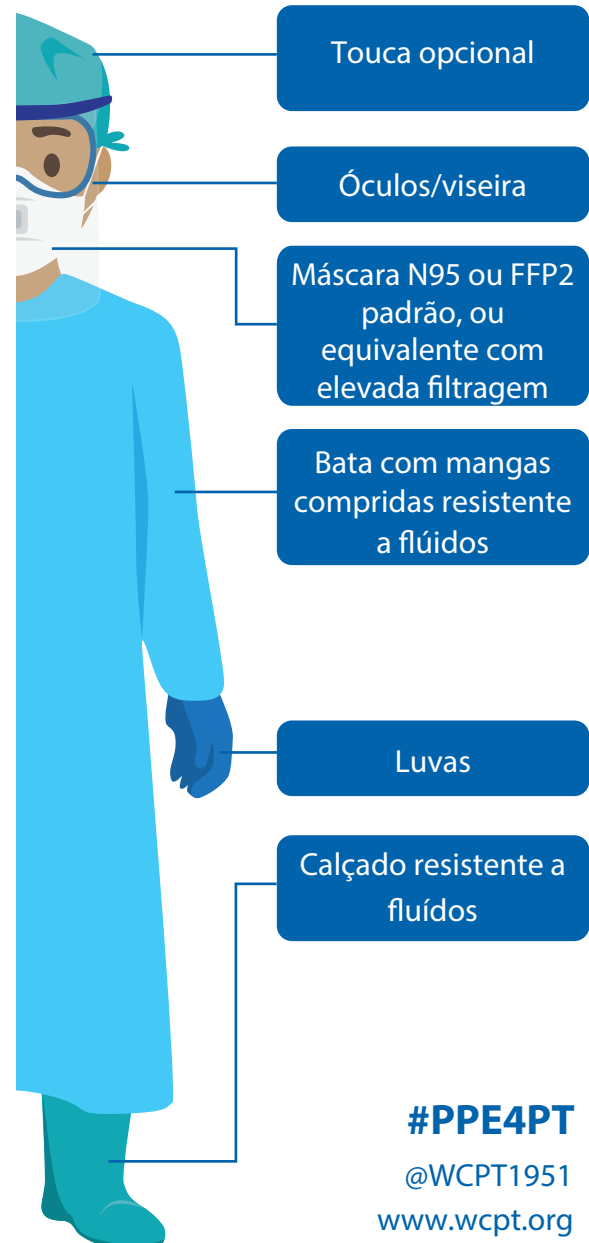 Touca opcional
Óculos/viseira
Máscara N95 ou FFP2
padrão, ou
equivalente com
elevada filtragem
Bata com mangas
compridas resistente
a flúidos
Luvas
Calçado resistente a
fluídos
#PPE4PT
@WCPT1951
www.wcpt.org